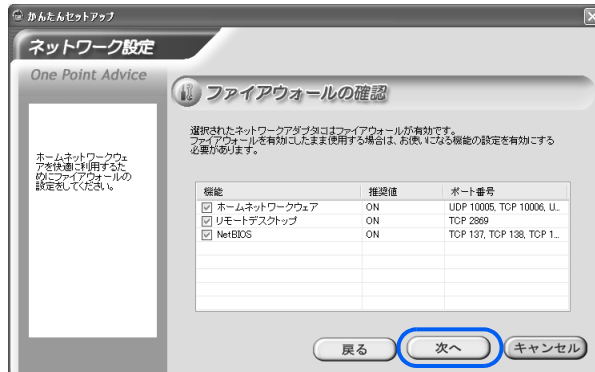 かんたんセットアップ
ネットワーク設定
One Point Advice
ファイアウォールの確認
選択されたネットワークアダプタにはファイアウォールが有効です。
ファイアウォールを有効にしたまま使用する場合は、お使いになる機能の設定を有効にする
必要があります。
ホームネットワークウェ
アを快適に利用するた
めにファイアウォールの
設定をしてください。
機能 推奨値 ポート番号
ホームネットワークウェア ON UDP 10005, TCP 10006, U...
リモートデスクトップ ON TCP 2869
NetBIOS ON TCP 137, TCP 138, TCP 1...
戻る 次へ キャンセル